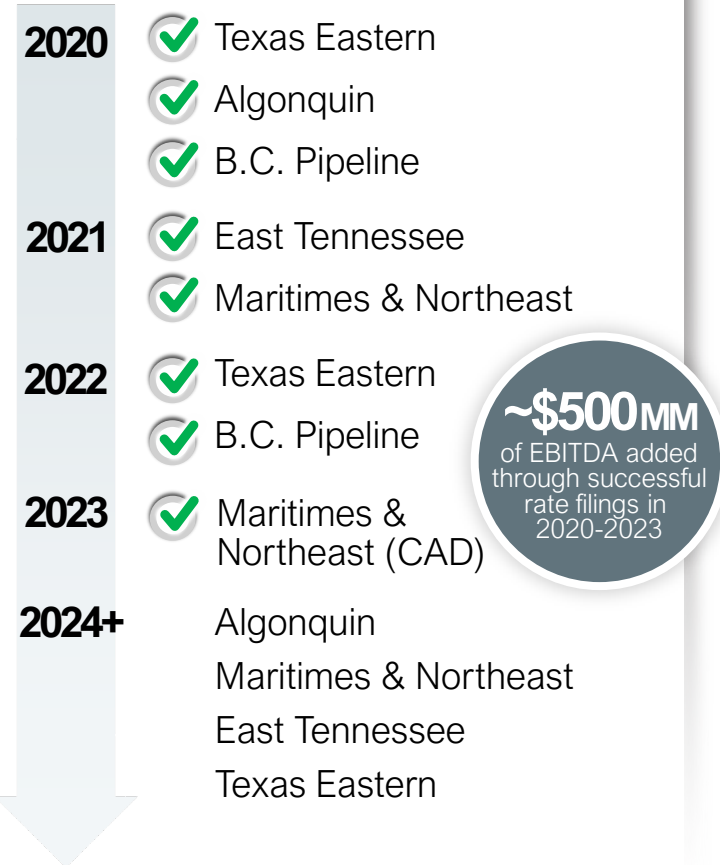 2020
Texas Eastern
Algonquin
B.C. Pipeline
2021
East Tennessee
Maritimes & Northeast
2022
Texas Eastern
B.C. Pipeline
~$500MM
of EBITDA added
through successful
rate filings in
2020-2023
2023
Maritimes &
Northeast (CAD)
2024+
Algonquin
Maritimes & Northeast
East Tennessee
Texas Eastern